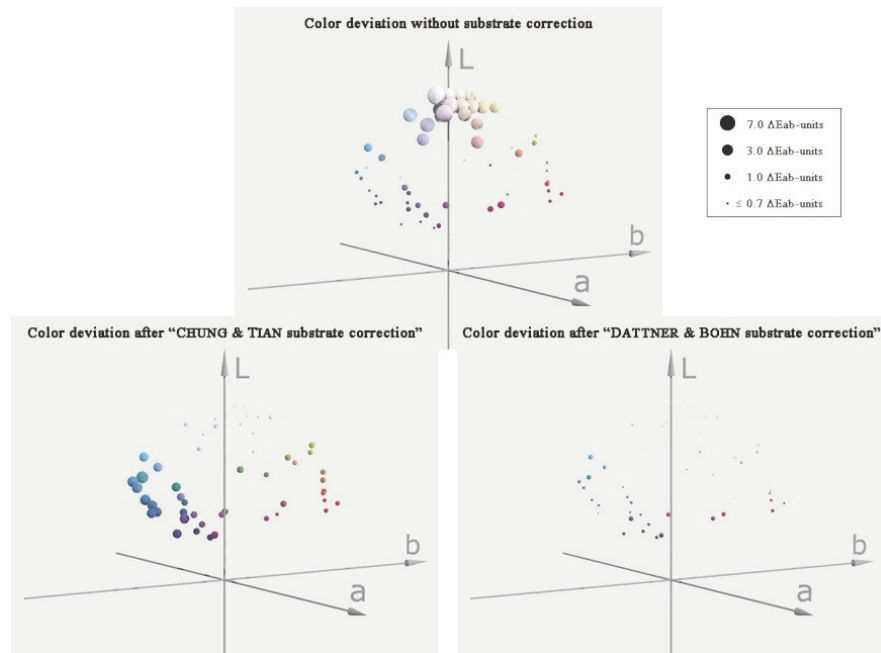 Color deviation without substrate correction
L
b
a
7.0 ΔEab-units
3.0 ΔEab-units
1.0 ΔEab-units
≤ 0.7 ΔEab-units
Color deviation after “CHUNG & TIAN substrate correction”
L
b
a
Color deviation after “DATTNER & BOHN substrate correction”
L
b
a